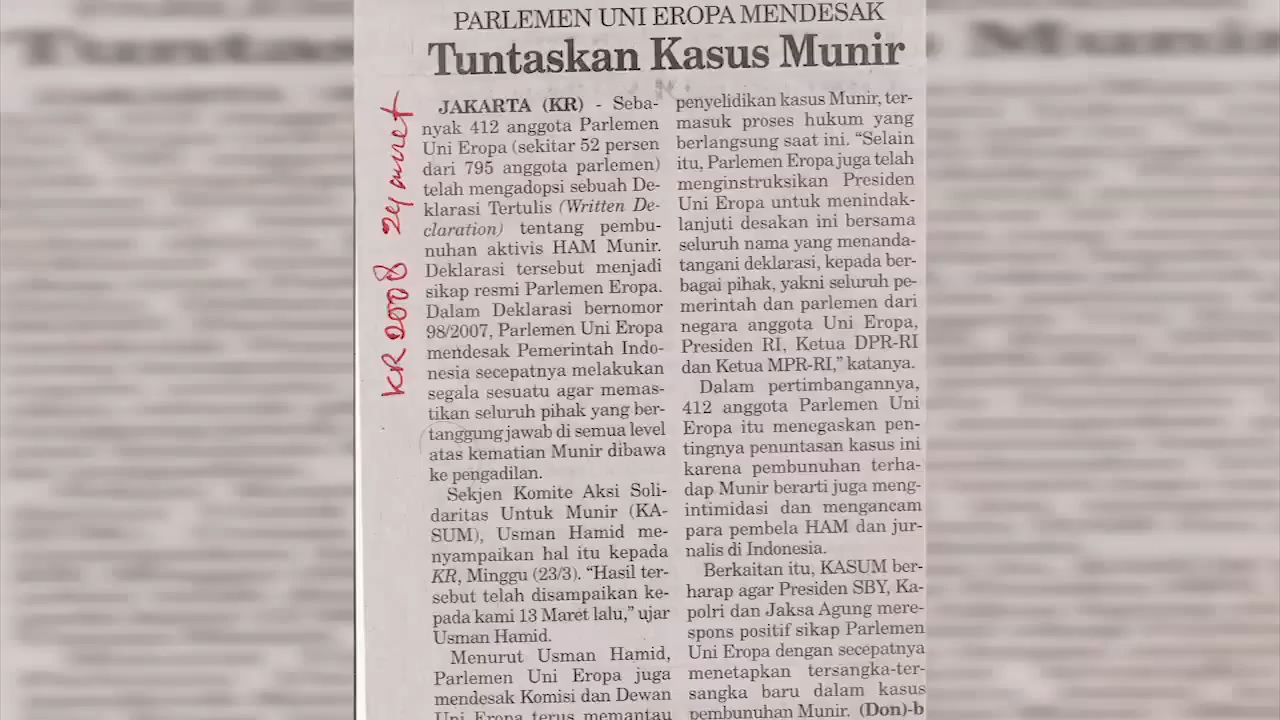 PARLEMEN UNI EROPA MENDESAK
Tuntaskan Kasus Munir
KR 2008 24 maret
JAKARTA (KR) - Seba-
nyak 412 anggota Parlemen
Uni Eropa (sekitar 52 persen
dari 795 anggota parlemen)
telah mengadopsi sebuah De-
klarasi Tertulis (Written De-
claration) tentang pembu-
nuhan aktivis HAM Munir.
Deklarasi tersebut menjadi
sikap resmi Parlemen Eropa.
Dalam Deklarasi bernomor
98/2007, Parlemen Uni Eropa
mendesak Pemerintah Indo-
nesia secepatnya melakukan
segala sesuatu agar memas-
tikan seluruh pihak yang ber-
tanggung jawab di semua level
atas kematian Munir dibawa
ke pengadilan.
Sekjen Komite Aksi Soli-
daritas Untuk Munir (KA-
SUM), Usman Hamid me-
nyampaikan hal itu kepada
KR, Minggu (23/3). “Hasil ter-
sebut telah disampaikan ke-
pada kami 13 Maret lalu,” ujar
Usman Hamid.
Menurut Usman Hamid,
Parlemen Uni Eropa juga
mendesak Komisi dan Dewan
Uni Eropa terus memantau
penyelidikan kasus Munir, ter-
masuk proses hukum yang
berlangsung saat ini. “Selain
itu, Parlemen Eropa juga telah
menginstruksikan Presiden
Uni Eropa untuk menindak-
lanjuti desakan ini bersama
seluruh nama yang menanda-
tangani deklarasi, kepada ber-
bagai pihak, yakni seluruh pe-
merintah dan parlemen dari
negara anggota Uni Eropa,
Presiden RI, Ketua DPR-RI
dan Ketua MPR-RI,” katanya.
Dalam pertimbangannya,
412 anggota Parlemen Uni
Eropa itu menegaskan pen-
tingnya penuntasan kasus ini
karena pembunuhan terha-
dap Munir berarti juga meng-
intimidasi dan mengancam
para pembela HAM dan jur-
nalis di Indonesia.
Berkaitan itu, KASUM ber-
harap agar Presiden SBY, Ka-
polri dan Jaksa Agung mere-
spons positif sikap Parlemen
Uni Eropa dengan secepatnya
menetapkan tersangka-ter-
sangka baru dalam kasus
pembunuhan Munir. (Don)-b